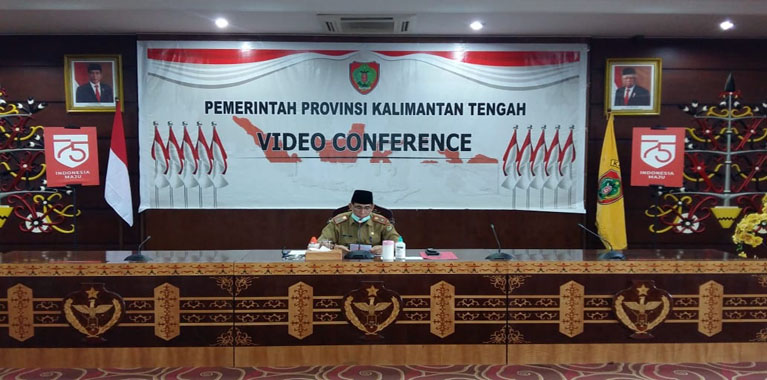 PEMERINTAH PROVINSI KALIMANTAN TENGAH
VIDEO CONFERENCE
75
INDONESIA
MAJU
75
INDONESIA
MAJU